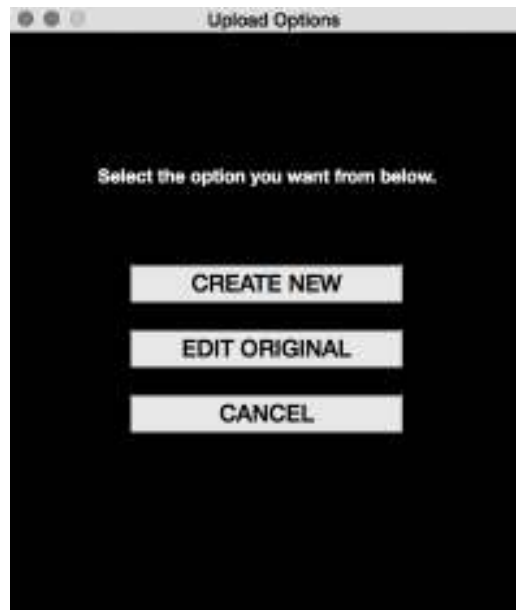 Upload Options
Select the option you want from below.
CREATE NEW
EDIT ORIGINAL
CANCEL